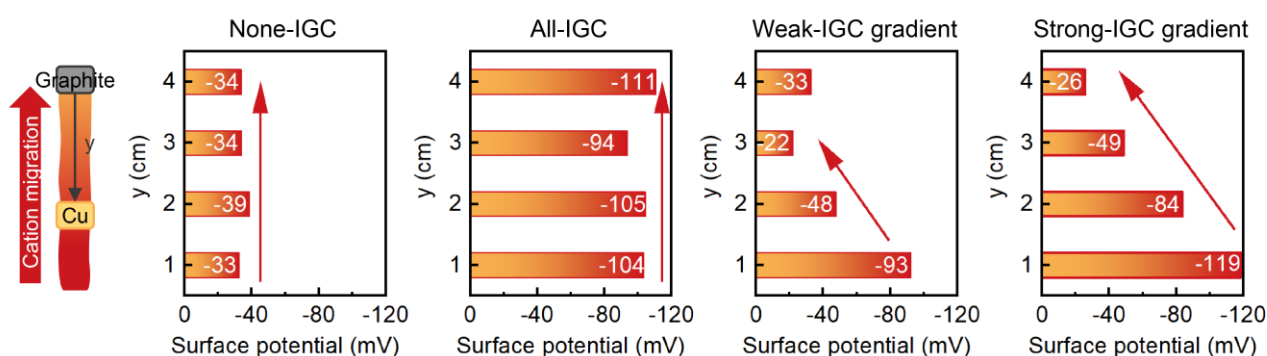 None-IGC
All-IGC
Weak-IGC gradient
Strong-IGC gradient
Graphite
y
Cu
Cation migration
y (cm)
4
3
2
1
-34
-34
-39
-33
0 -40 -80 -120
Surface potential (mV)
y (cm)
4
3
2
1
-111
-94
-105
-104
0 -40 -80 -120
Surface potential (mV)
y (cm)
4
3
2
1
-33
-22
-48
-93
0 -40 -80 -120
Surface potential (mV)
y (cm)
4
3
2
1
-26
-49
-84
-119
0 -40 -80 -120
Surface potential (mV)